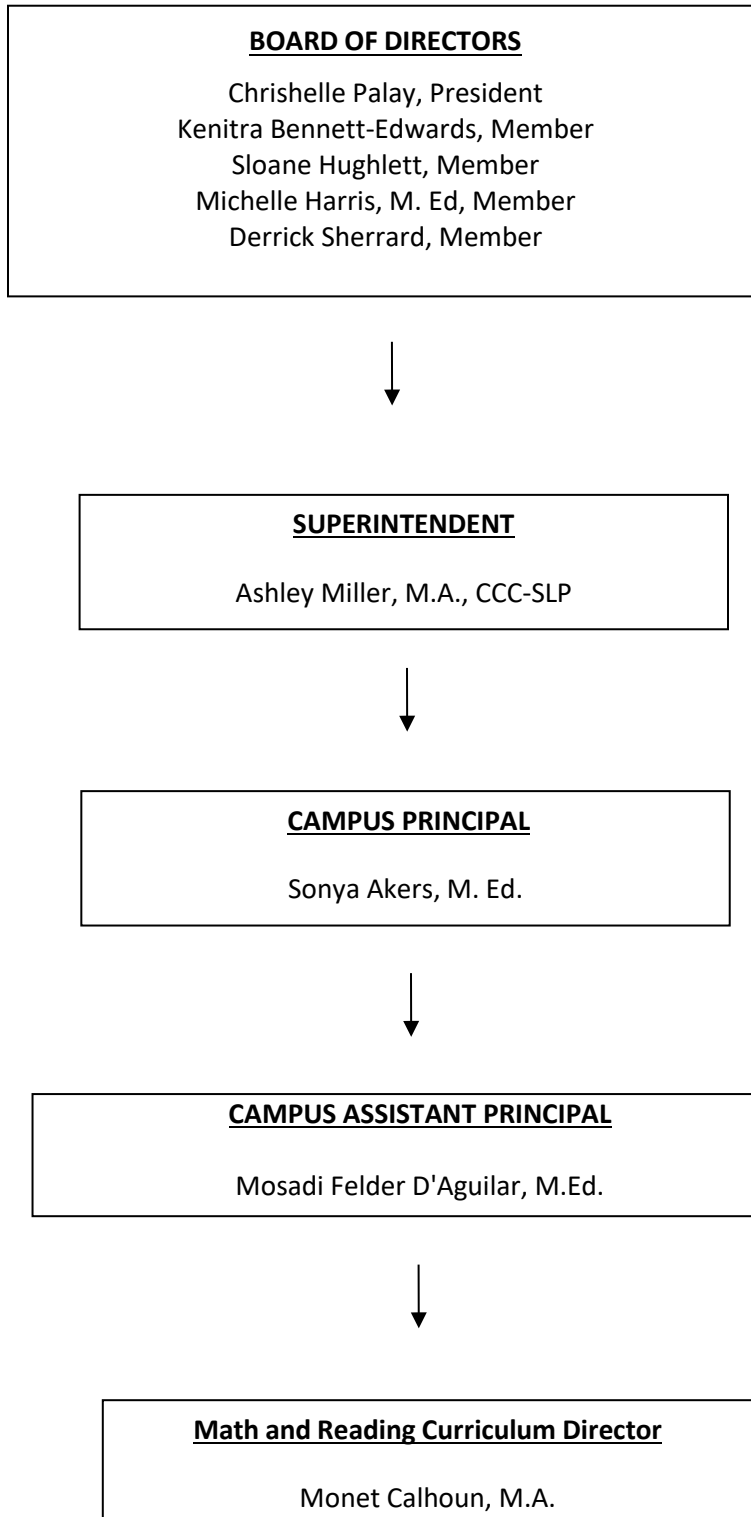 BOARD OF DIRECTORS
Chrishelle Palay, President
Kenitra Bennett-Edwards, Member
Sloane Hughlett, Member
Michelle Harris, M. Ed, Member
Derrick Sherrard, Member
SUPERINTENDENT
Ashley Miller, M.A., CCC-SLP
CAMPUS PRINCIPAL
Sonya Akers, M. Ed.
CAMPUS ASSISTANT PRINCIPAL
Mosadi Felder D'Aguilar, M.Ed.
Math and Reading Curriculum Director
Monet Calhoun, M.A.